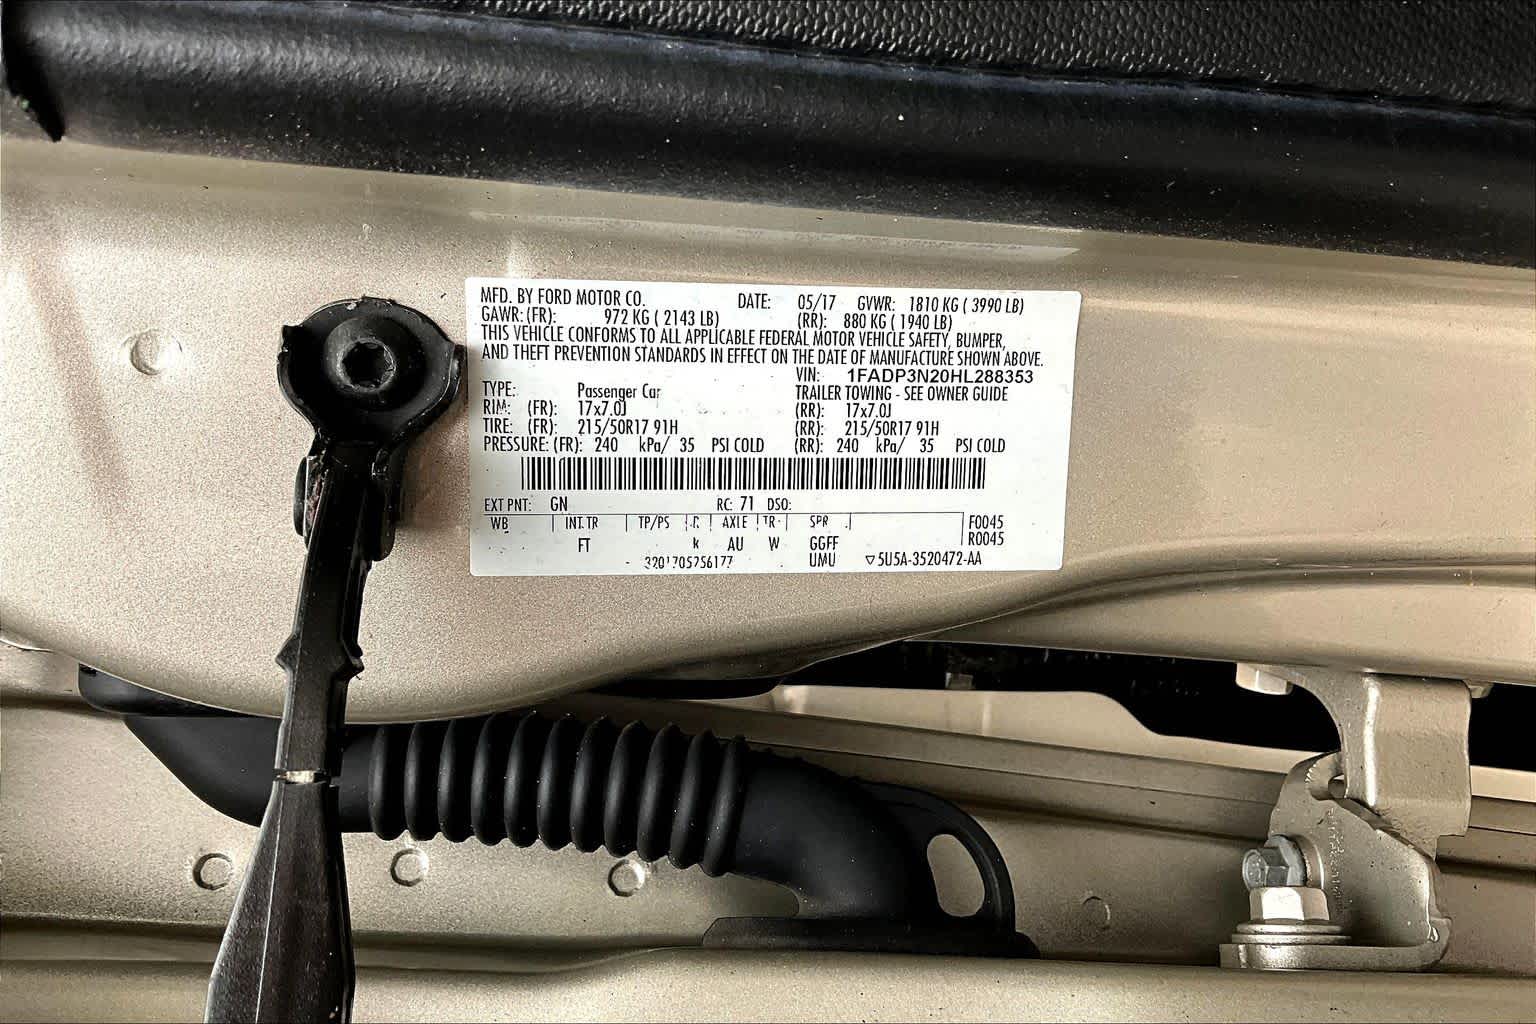 MFD. BY FORD MOTOR CO. DATE: 05/17 GVWR: 1810 KG ( 3990 LB)
GAWR: (FR): 972 KG ( 2143 LB) (RR): 880 KG ( 1940 LB)
THIS VEHICLE CONFORMS TO ALL APPLICABLE FEDERAL MOTOR VEHICLE SAFETY, BUMPER,
AND THEFT PREVENTION STANDARDS IN EFFECT ON THE DATE OF MANUFACTURE SHOWN ABOVE.
VIN: 1FADP3N20HL288353
TYPE: Passenger Car TRAILER TOWING - SEE OWNER GUIDE
RIM: (FR): 17x7.0J (RR): 17x7.0J
TIRE: (FR): 215/50R17 91H (RR): 215/50R17 91H
PRESSURE: (FR): 240 kPa/ 35 PSI COLD (RR): 240 kPa/ 35 PSI COLD
EXT PNT: GN RC: 71 DSO:
WB INT TR TP/PS R AXLE TR SPR F0045
FT k AU W GGFF R0045
UMU ▽5U5A-3520472-AA